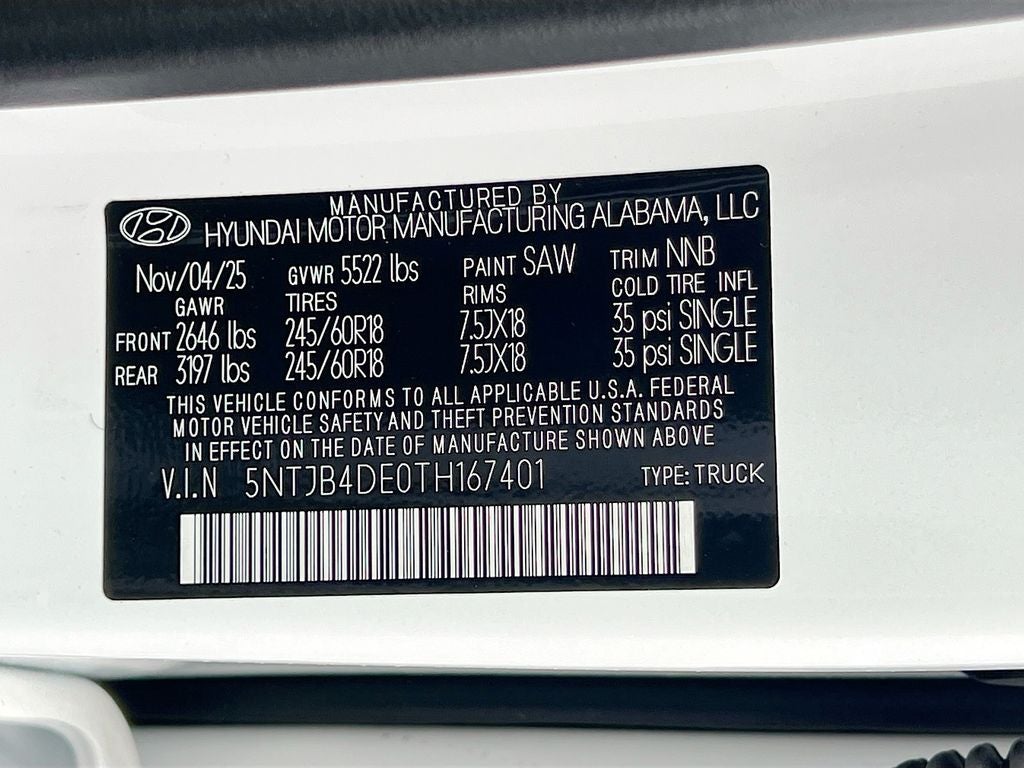 MANUFACTURED BY
HYUNDAI MOTOR MANUFACTURING ALABAMA, LLC
Nov/04/25 GVWR 5522 lbs PAINT SAW TRIM NNB
GAWR TIRES RIMS COLD TIRE INFL
FRONT 2646 lbs 245/60R18 7.5JX18 35 psi SINGLE
REAR 3197 lbs 245/60R18 7.5JX18 35 psi SINGLE
THIS VEHICLE CONFORMS TO ALL APPLICABLE U.S.A. FEDERAL
MOTOR VEHICLE SAFETY AND THEFT PREVENTION STANDARDS
IN EFFECT ON THE DATE OF MANUFACTURE SHOWN ABOVE
V.I.N 5NTJB4DE0TH167401 TYPE: TRUCK